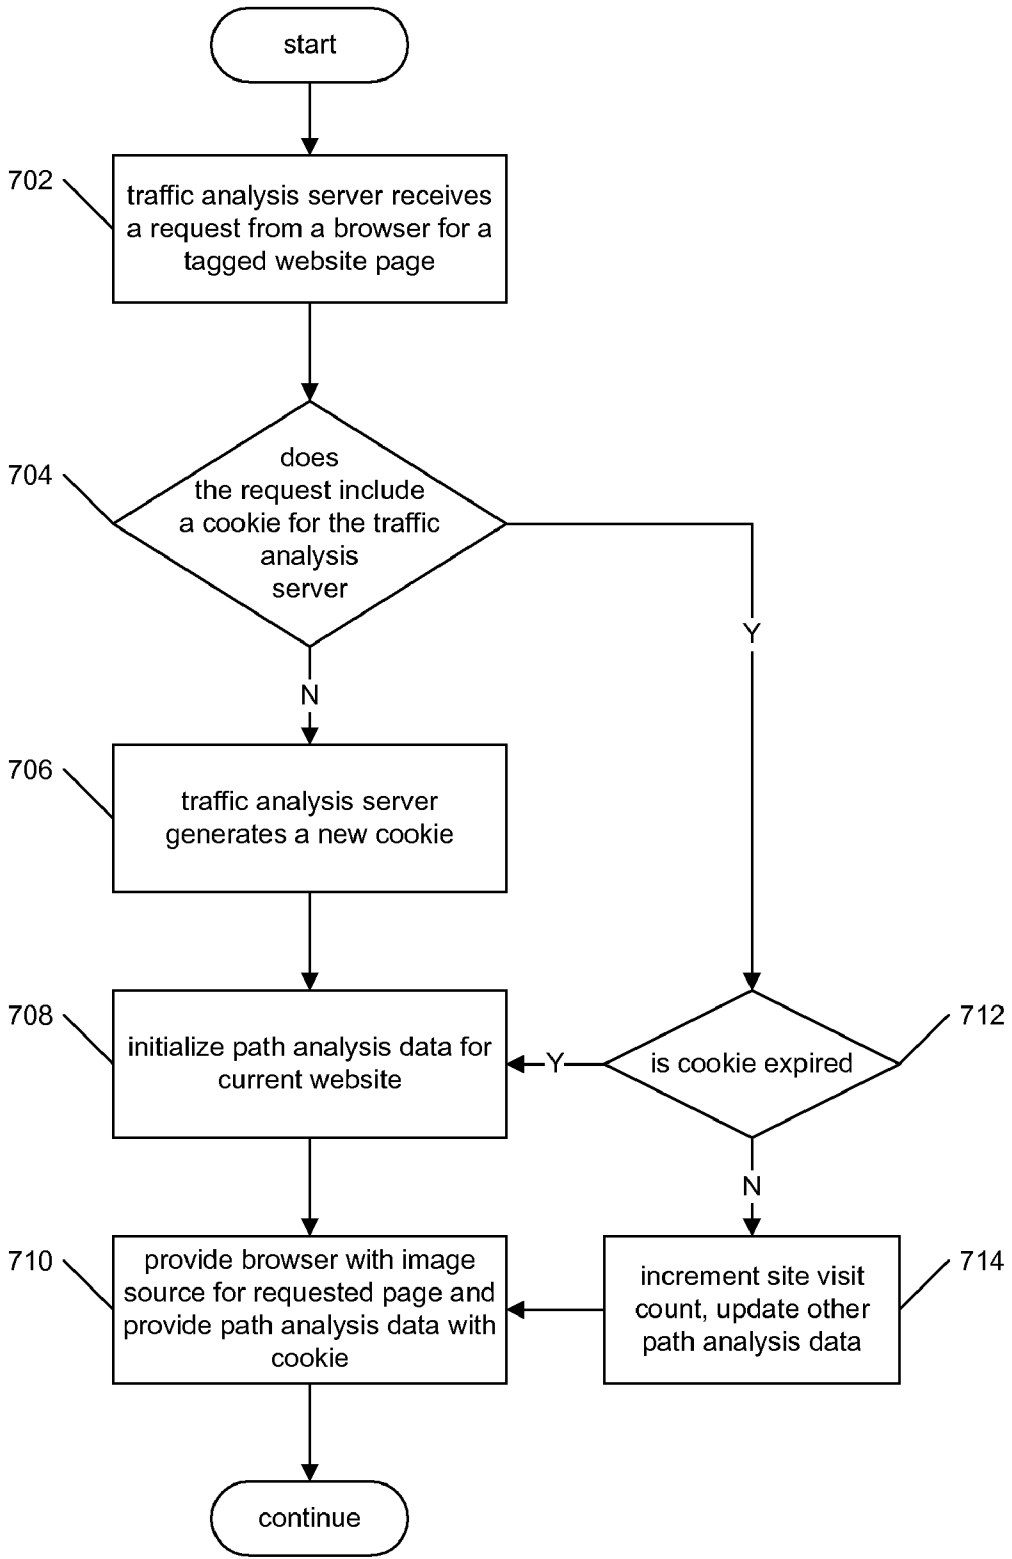 start
702
traffic analysis server receives
a request from a browser for a
tagged website page
704
does
the request include
a cookie for the traffic
analysis
server
Y
N
706
traffic analysis server
generates a new cookie
708
initialize path analysis data for
current website
Y
is cookie expired
712
N
710
provide browser with image
source for requested page and
provide path analysis data with
cookie
increment site visit
count, update other
path analysis data
714
continue